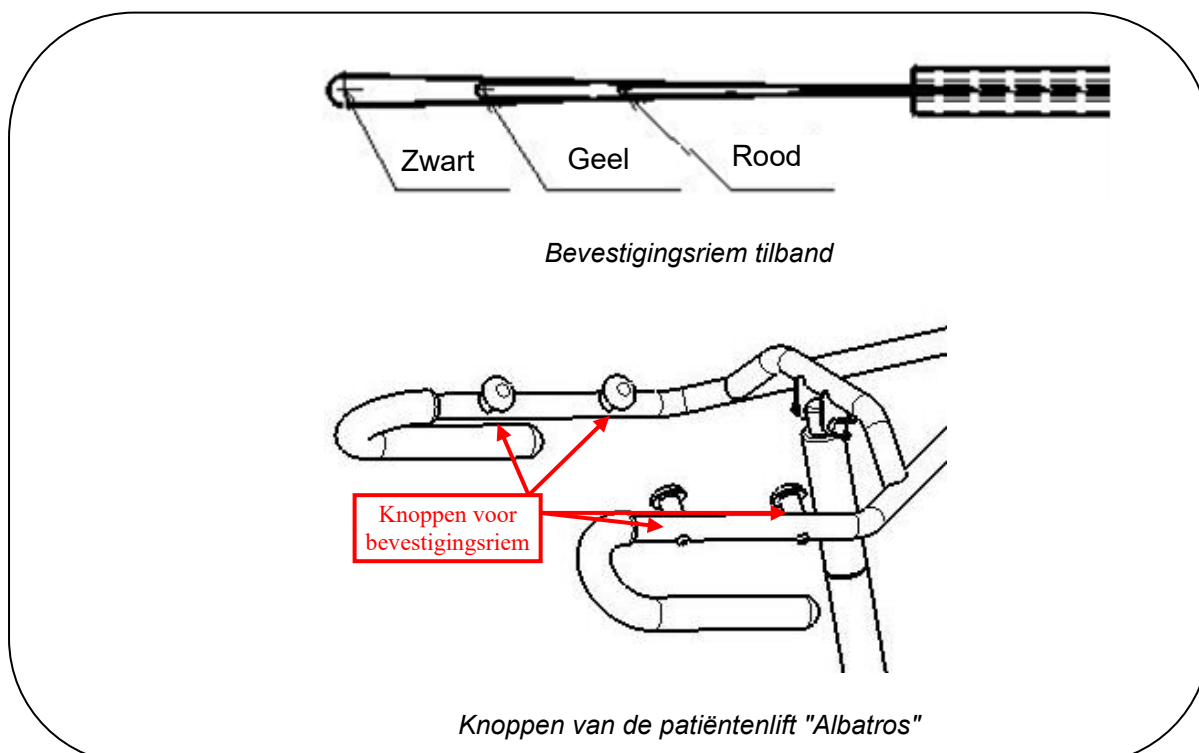 Zwart Geel Rood
Bevestigingsriem tilband
Knoppen voor
bevestigingsriem
Knoppen van de patiëntenlift "Albatros"